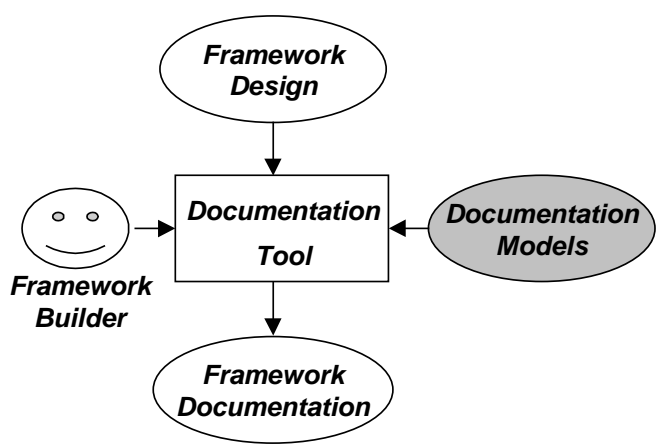 Framework
Design
Documentation
Tool
Documentation
Models
Framework
Builder
Framework
Documentation